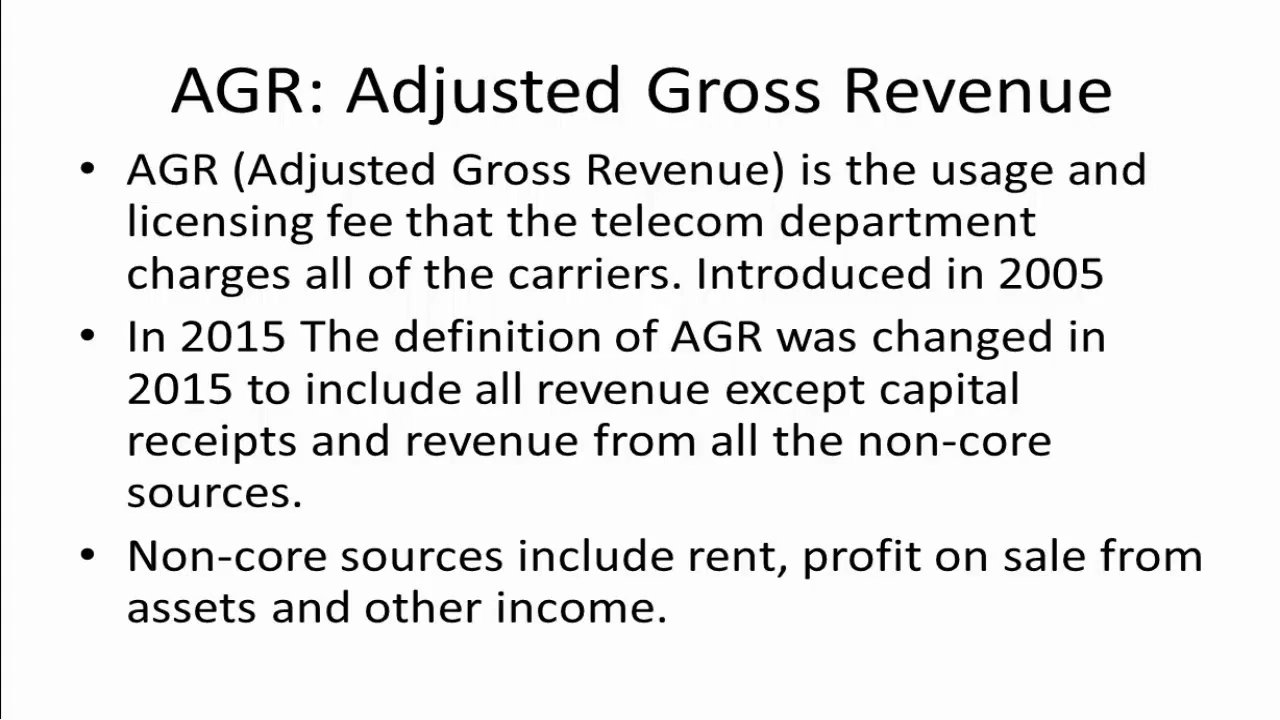 AGR: Adjusted Gross Revenue
• AGR (Adjusted Gross Revenue) is the usage and
licensing fee that the telecom department
charges all of the carriers. Introduced in 2005
• In 2015 The definition of AGR was changed in
2015 to include all revenue except capital
receipts and revenue from all the non-core
sources.
• Non-core sources include rent, profit on sale from
assets and other income.